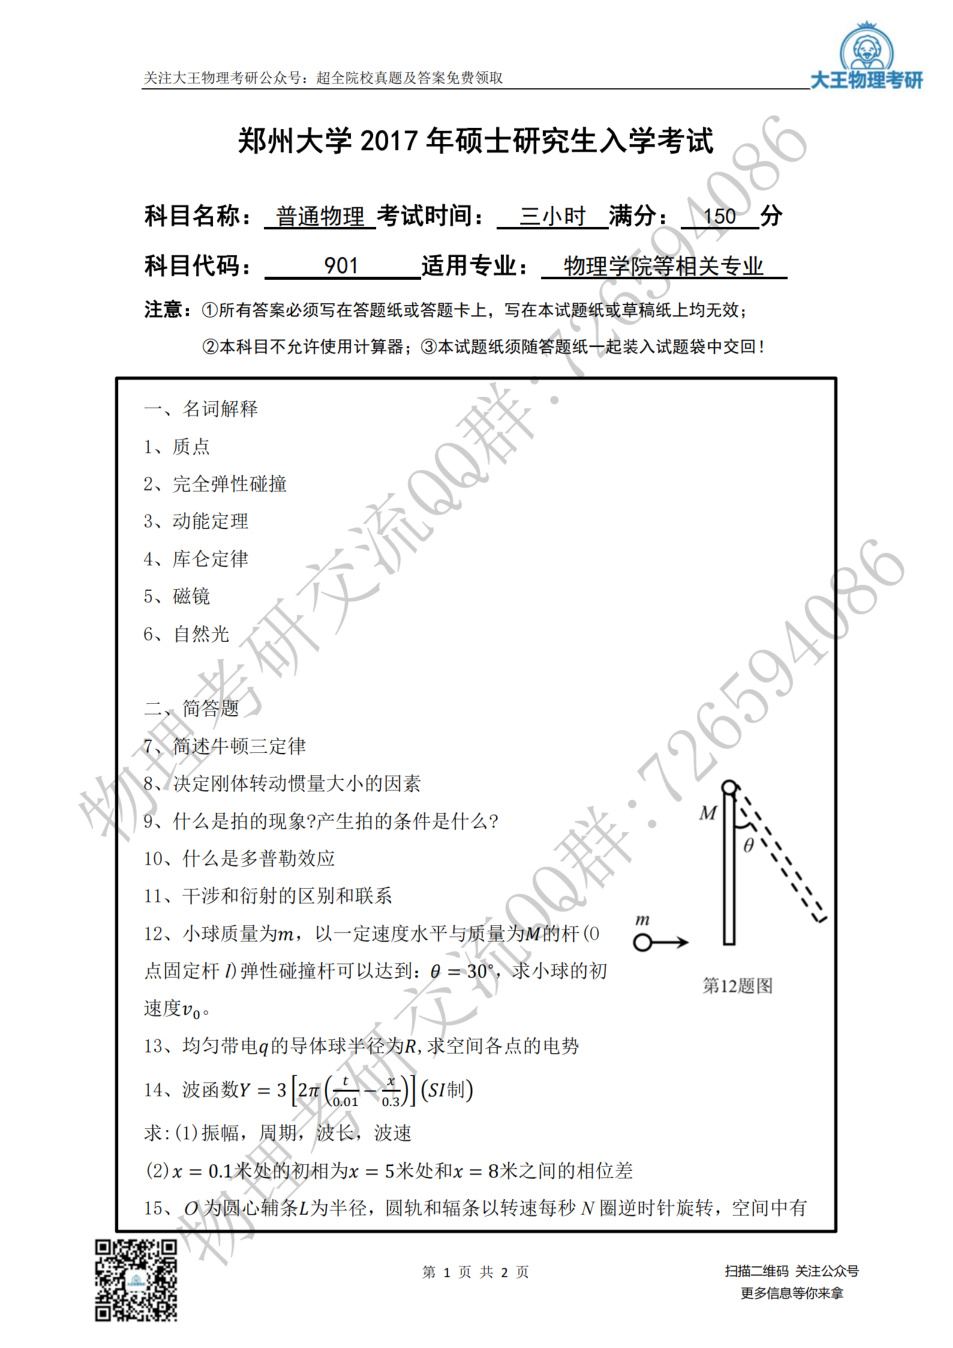 关注大王物理考研公众号：超全院校真题及答案免费领取
大王物理考研
郑州大学 2017 年硕士研究生入学考试
科目名称： 普通物理 考试时间： 三小时 满分： 150 分
科目代码： 901 适用专业： 物理学院等相关专业
注意：①所有答案必须写在答题纸或答题卡上，写在本试题纸或草稿纸上均无效；
②本科目不允许使用计算器；③本试题纸须随答题纸一起装入试题袋中交回！
一、名词解释
1、质点
2、完全弹性碰撞
3、动能定理
4、库仑定律
5、磁镜
6、自然光
二、简答题
7、简述牛顿三定律
8、决定刚体转动惯量大小的因素
9、什么是拍的现象?产生拍的条件是什么?
10、什么是多普勒效应
11、干涉和衍射的区别和联系
12、小球质量为m，以一定速度水平与质量为M的杆(O
点固定杆 l)弹性碰撞杆可以达到：θ = 30°，求小球的初
速度v₀。
M
θ
m
第12题图
13、均匀带电q的导体球半径为R,求空间各点的电势
14、波函数Y = 3 [2π (t/0.01 − x/0.3)] (SI制)
求:(1)振幅，周期，波长，波速
(2)x = 0.1米处的初相为x = 5米处和x = 8米之间的相位差
15、O 为圆心辅条L为半径，圆轨和辐条以转速每秒 N 圈逆时针旋转，空间中有
物理考研交流QQ群：726594086
物理考研交流QQ群：726594086
大王物理考研
第 1 页 共 2 页
扫描二维码 关注公众号
更多信息等你来拿